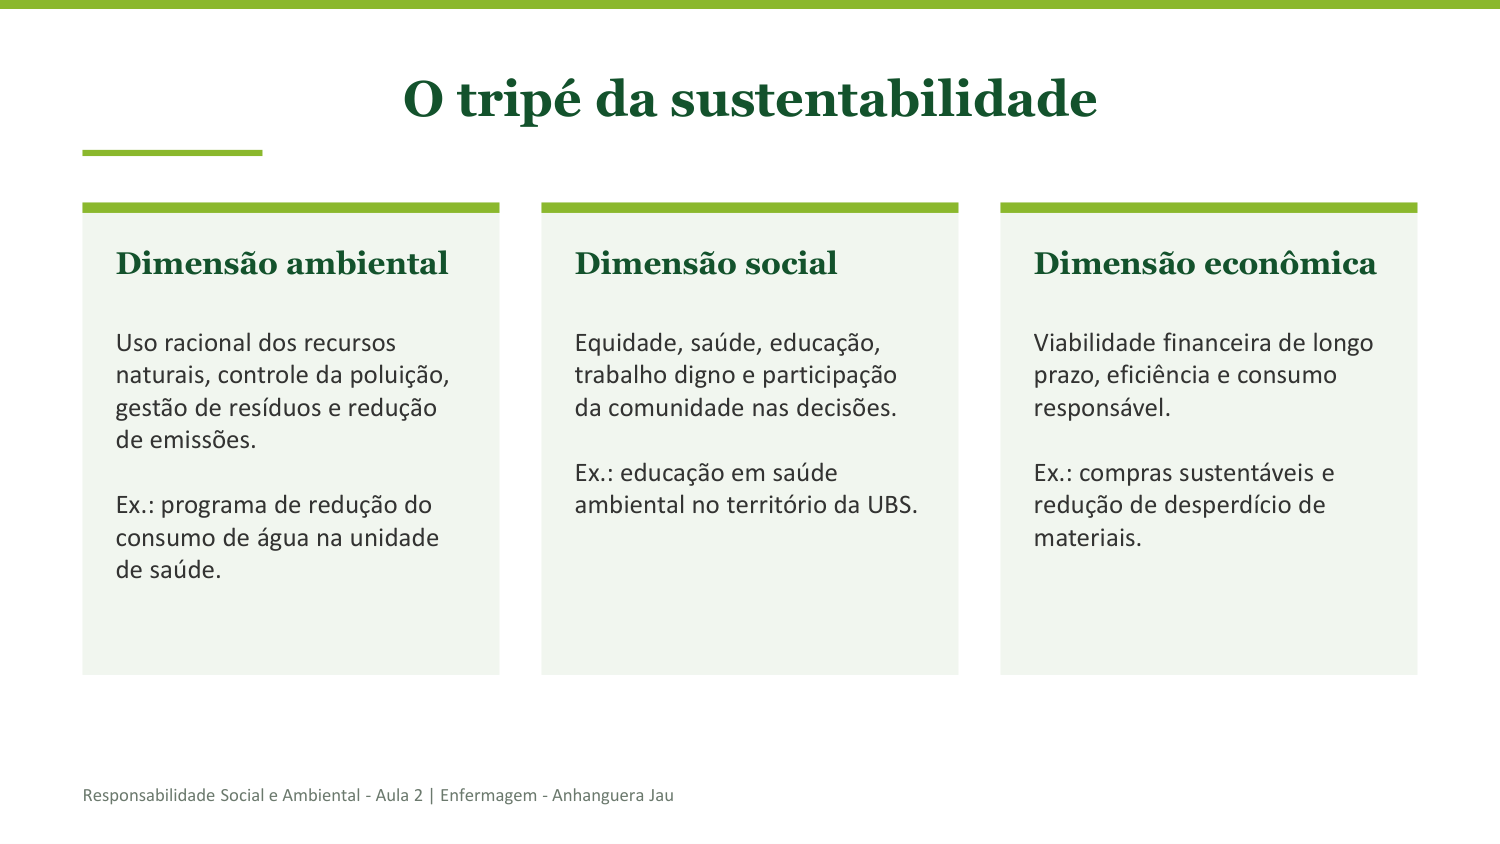 O tripé da sustentabilidade
Dimensão ambiental
Uso racional dos recursos
naturais, controle da poluição,
gestão de resíduos e redução
de emissões.
Ex.: programa de redução do
consumo de água na unidade
de saúde.
Dimensão social
Equidade, saúde, educação,
trabalho digno e participação
da comunidade nas decisões.
Ex.: educação em saúde
ambiental no território da UBS.
Dimensão econômica
Viabilidade financeira de longo
prazo, eficiência e consumo
responsável.
Ex.: compras sustentáveis e
redução de desperdício de
materiais.
Responsabilidade Social e Ambiental - Aula 2 | Enfermagem - Anhanguera Jau